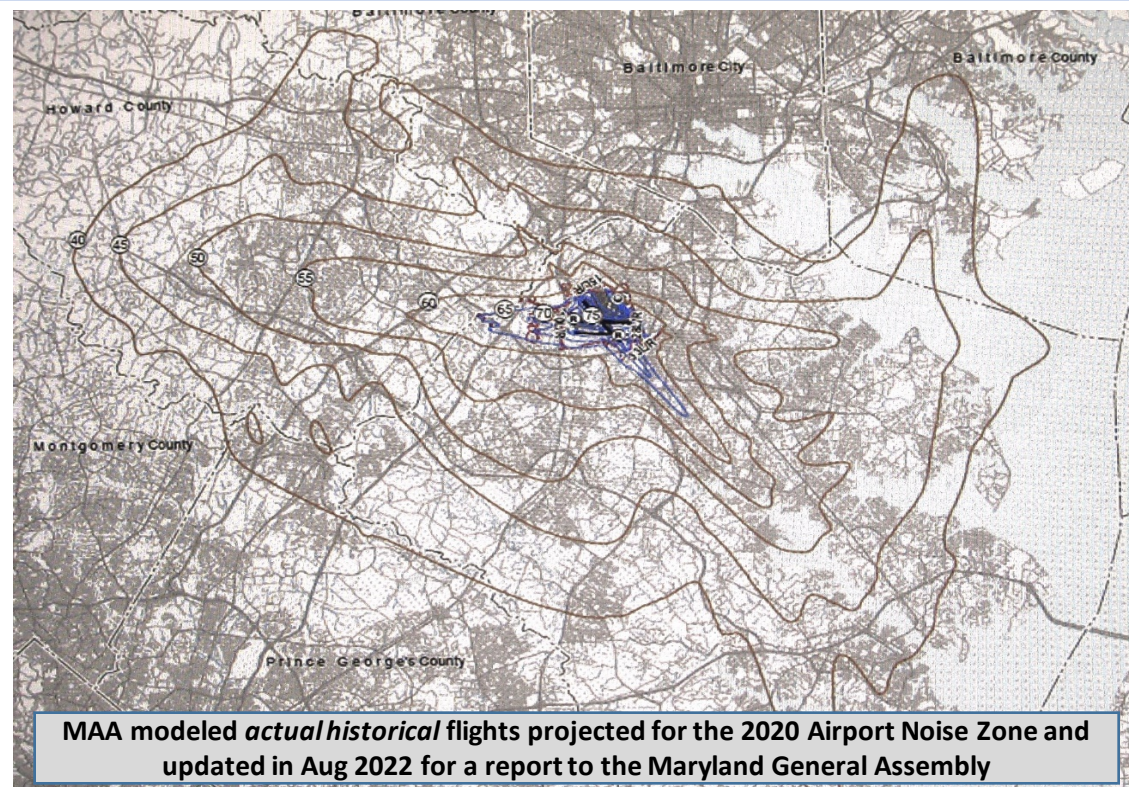 Baltimore County
Baltimore City
Baltimore County
Howard County
40
45
50
55
60
65
70
75
Montgomery County
Prince George's County
MAA modeled actual historical flights projected for the 2020 Airport Noise Zone and
updated in Aug 2022 for a report to the Maryland General Assembly